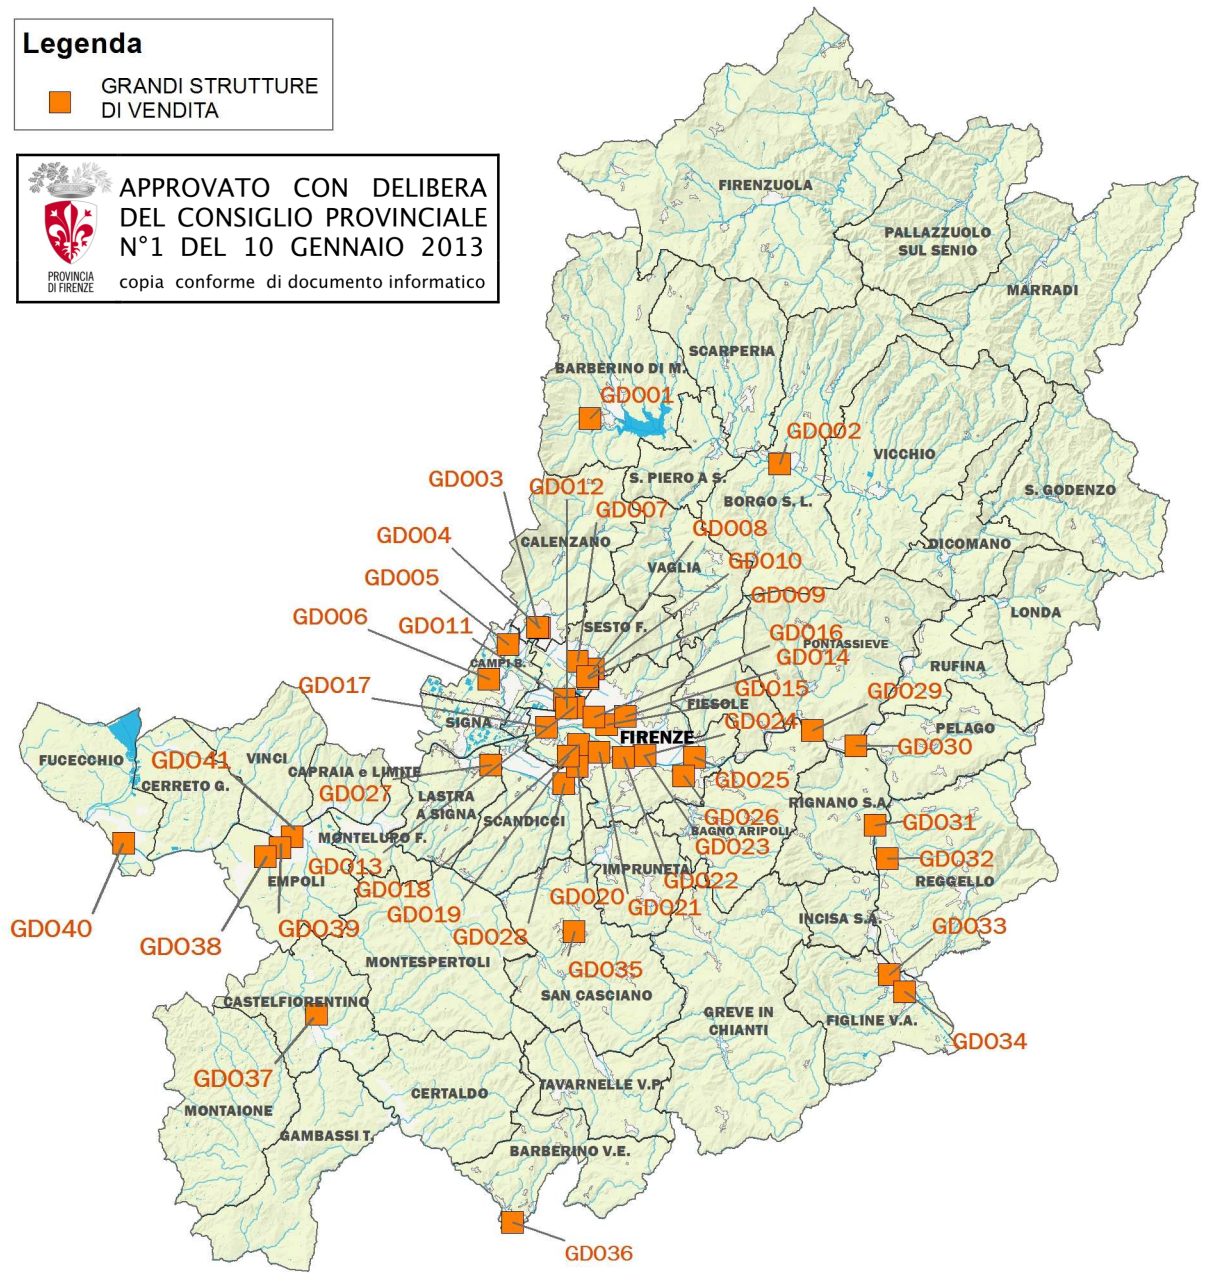 Legenda
GRANDI STRUTTURE
DI VENDITA
APPROVATO CON DELIBERA
DEL CONSIGLIO PROVINCIALE
N°1 DEL 10 GENNAIO 2013
copia conforme di documento informatico
PROVINCIA
DI FIRENZE
FIRENZUOLA
PALLAZZUOLO
SUL SENIO
MARRADI
SCARPERIA
BARBERINO DI M.
GD001
GD002
VICCHIO
S. PIERO A S.
GD003
GD012
S. GODENZO
BORGO S. L.
GD007
GD008
GD004
CALENZANO
DICOMANO
GD010
VAGLIA
GD005
GD009
LONDA
GD006
GD011
SESTO F.
GD016
PONTASSIEVE
GD014
CAMPI B.
RUFINA
GD017
GD015
GD029
FIESOLE
SIGNA
GD024
PELAGO
FIRENZE
GD030
FUCECCHIO
GD041
VINCI
CAPRAIA e LIMITE
GD025
CERRETO G.
GD027
LASTRA
A SIGNA
RIGNANO S.A.
SCANDICCI
GD026
GD031
BAGNO ARIPOLI
MONTELUPO F.
GD023
GD032
GD013
IMPRUNETA
EMPOLI
GD022
REGGELLO
GD018
GD020
GD021
GD019
INCISA S.A.
GD033
GD040
GD039
GD038
GD028
MONTESPERTOLI
GD035
SAN CASCIANO
CASTELFIORENTINO
GREVE IN
CHIANTI
FIGLINE V.A.
GD034
GD037
TAVARNELLE V.P.
CERTALDO
MONTAIONE
GAMBASSI T.
BARBERINO V.E.
GD036